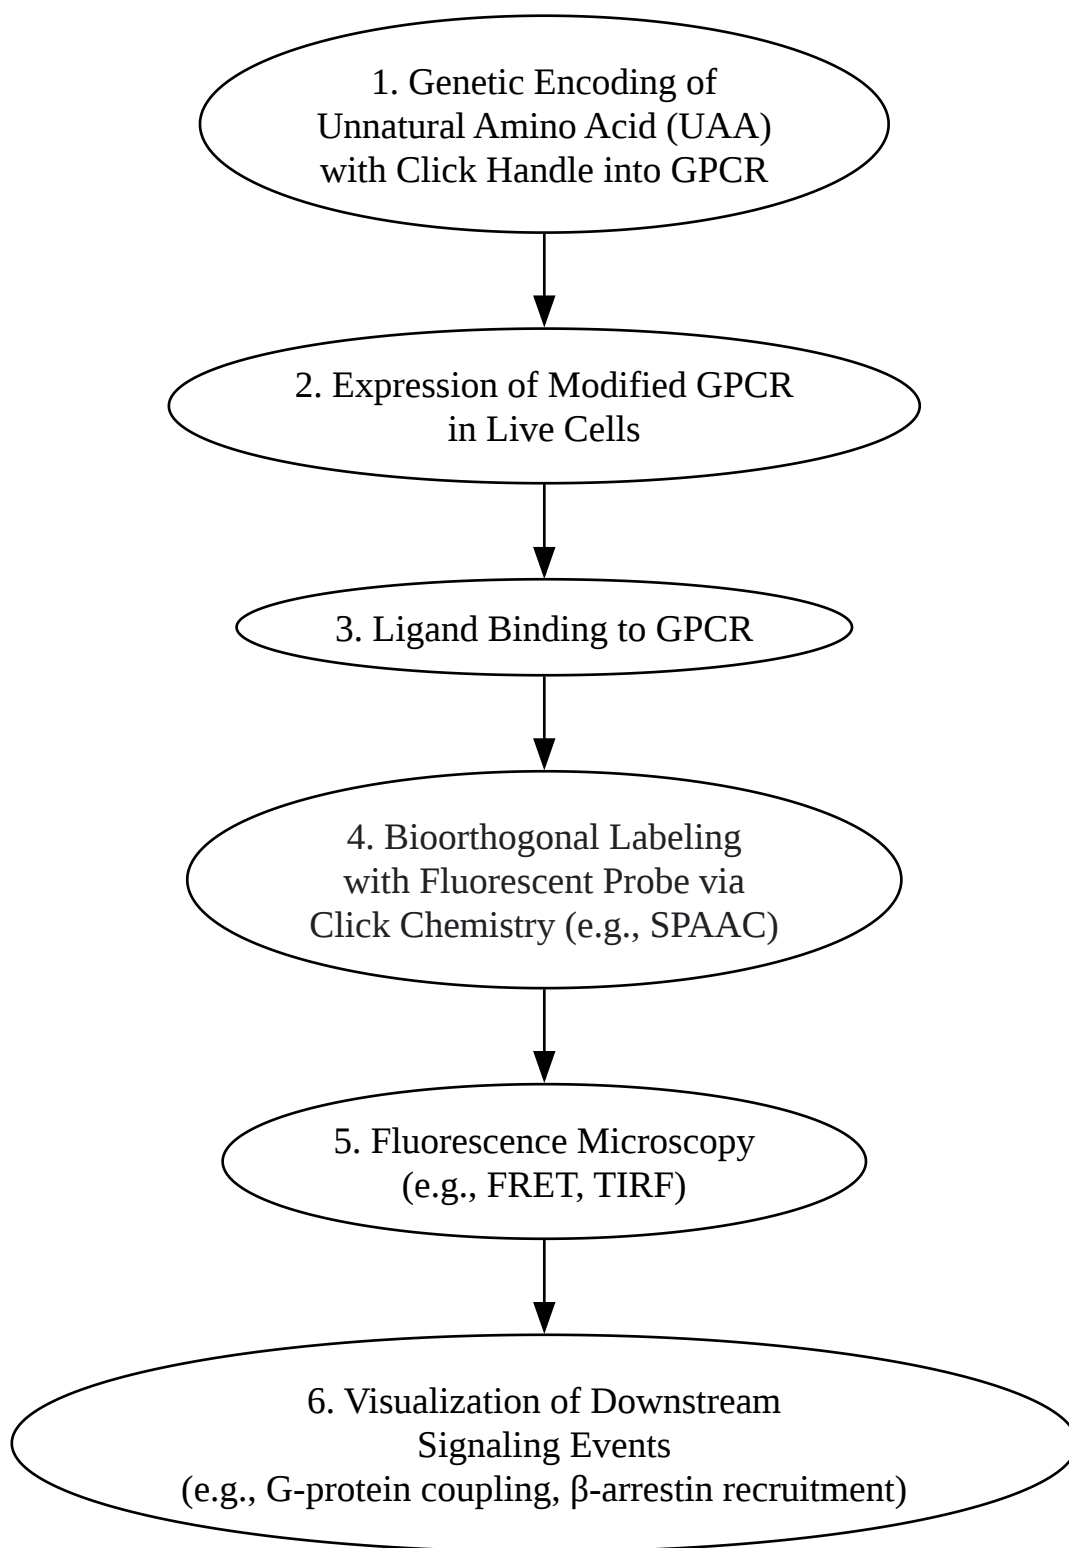 1. Genetic Encoding of
Unnatural Amino Acid (UAA)
with Click Handle into GPCR
2. Expression of Modified GPCR
in Live Cells
3. Ligand Binding to GPCR
4. Bioorthogonal Labeling
with Fluorescent Probe via
Click Chemistry (e.g., SPAAC)
5. Fluorescence Microscopy
(e.g., FRET, TIRF)
6. Visualization of Downstream
Signaling Events
(e.g., G-protein coupling, β-arrestin recruitment)